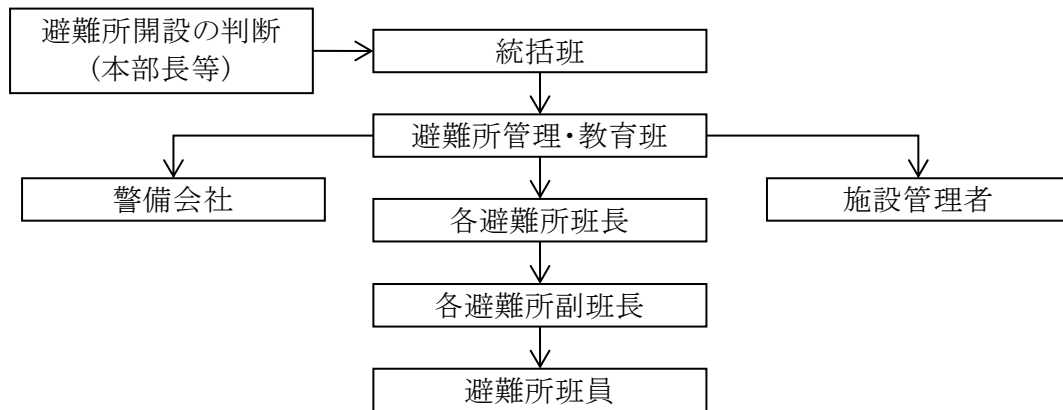 避難所開設の判断
(本部長等)
統括班
避難所管理・教育班
警備会社
施設管理者
各避難所班長
各避難所副班長
避難所班員